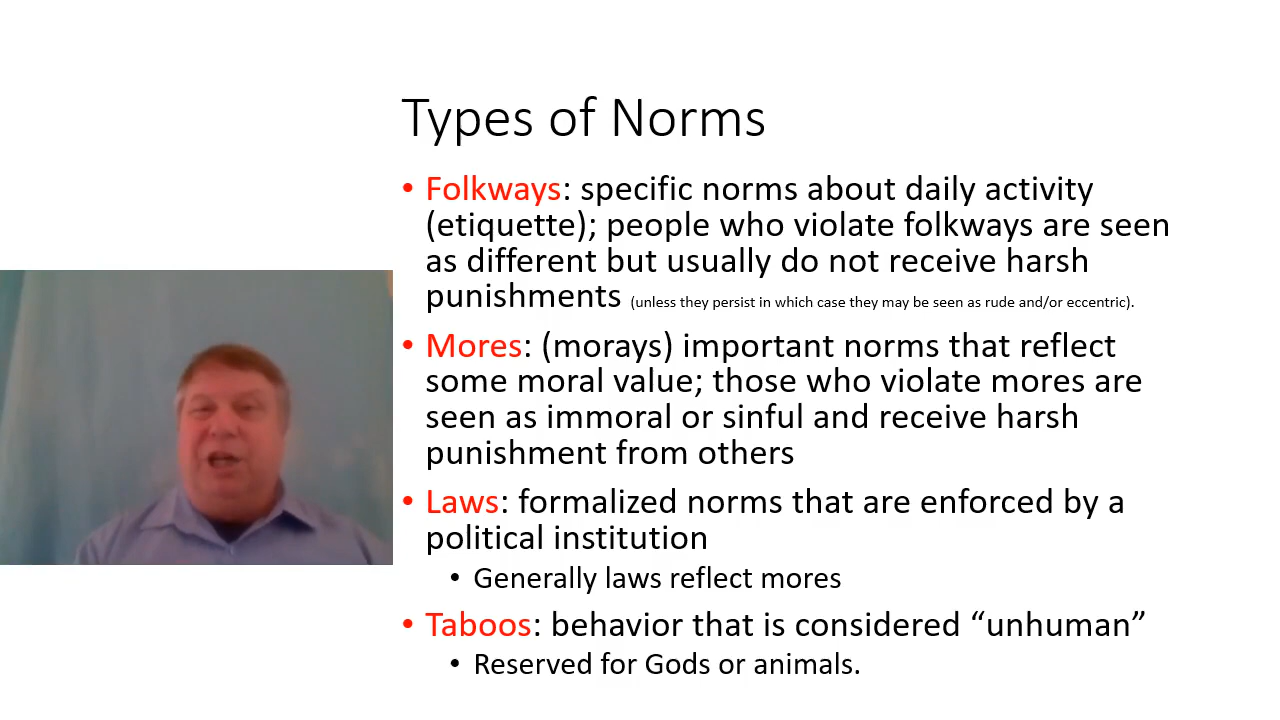 Types of Norms
• Folkways: specific norms about daily activity
(etiquette); people who violate folkways are seen
as different but usually do not receive harsh
punishments (unless they persist in which case they may be seen as rude and/or eccentric).
• Mores: (morays) important norms that reflect
some moral value; those who violate mores are
seen as immoral or sinful and receive harsh
punishment from others
• Laws: formalized norms that are enforced by a
political institution
• Generally laws reflect mores
• Taboos: behavior that is considered “unhuman”
• Reserved for Gods or animals.